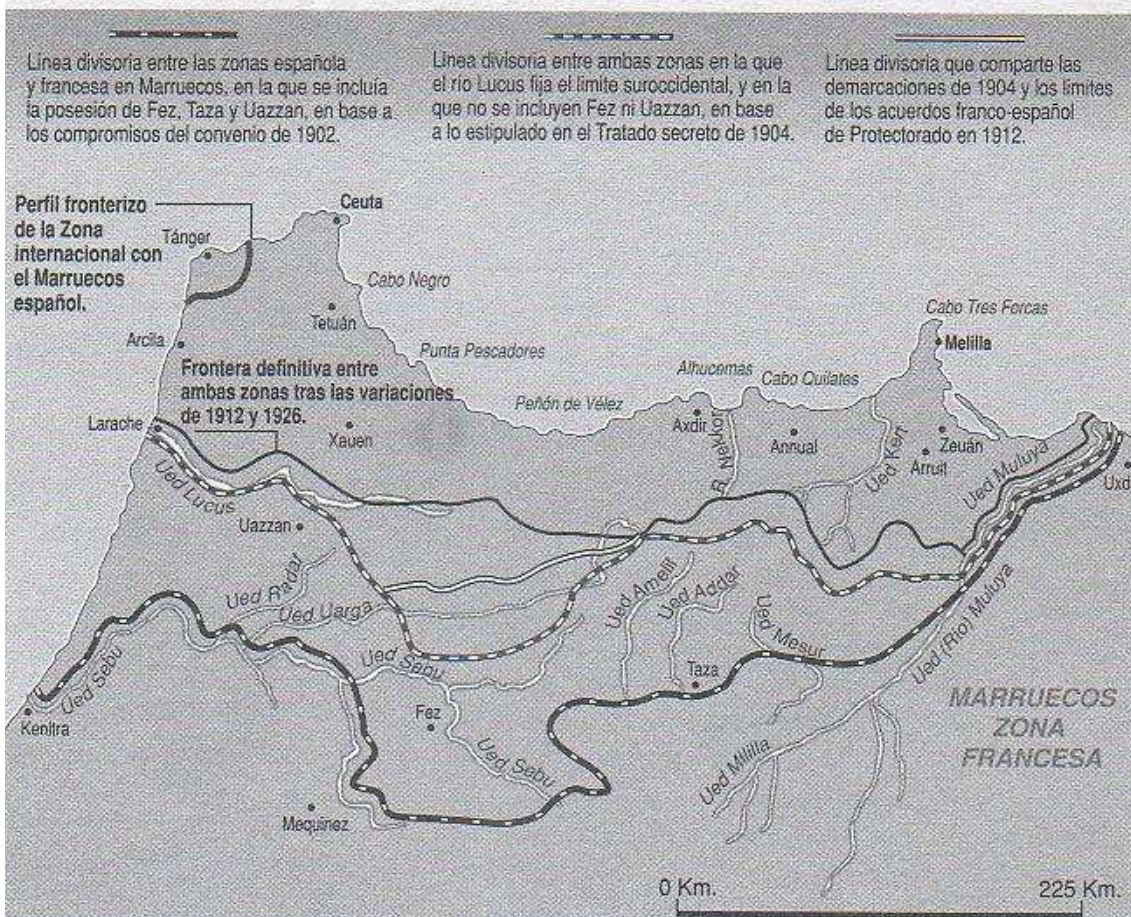 Línea divisoria entre las zonas española
y francesa en Marruecos, en la que se incluía
la posesión de Fez, Taza y Uazzan, en base a
los compromisos del convenio de 1902.
Línea divisoria entre ambas zonas en la que
el río Lucus fija el límite suroccidental, y en la
que no se incluyen Fez ni Uazzan, en base
a lo estipulado en el Tratado secreto de 1904.
Línea divisoria que comparte las
demarcaciones de 1904 y los límites
de los acuerdos franco-español
de Protectorado en 1912.
Perfil fronterizo
de la Zona
internacional con
el Marruecos
español.
Ceuta
Tánger
Cabo Negro
Tetuán
Arcila
Punta Pescadores
Cabo Tres Forcas
Melilla
Frontera definitiva entre
ambas zonas tras las variaciones
de 1912 y 1926.
Alhucemas
Cabo Quilates
Peñón de Vélez
Larache
Xauen
Axdir
R. Nekkor
Annual
Ued Kert
Zeuán
Arruit
Ued Muluya
Uxd
Ued Lucus
Uazzan
Ued Radat
Ued Uarga
Ued Amelil
Ued Addar
Ued Mesur
Ued (Rio) Muluya
Ued Sebu
Ued Sebu
Taza
Kenitra
Fez
Ued Sebu
Ued Mililla
MARRUECOS
ZONA
FRANCESA
Mequinez
0 Km.
225 Km.